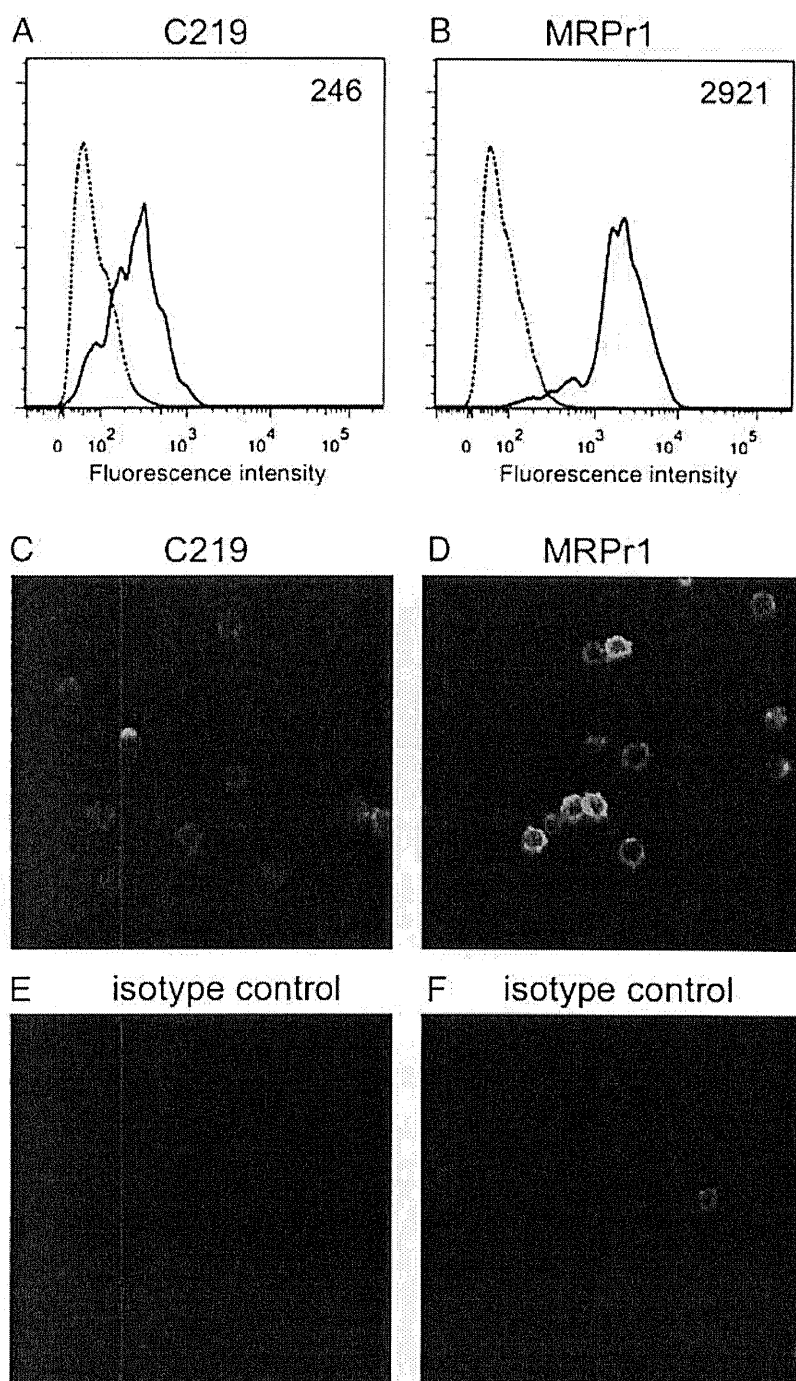 A C219
B MRPr1
246
2921
0 10² 10³ 10⁴ 10⁵
0 10² 10³ 10⁴ 10⁵
Fluorescence intensity
Fluorescence intensity
C C219
D MRPr1
E isotype control
F isotype control